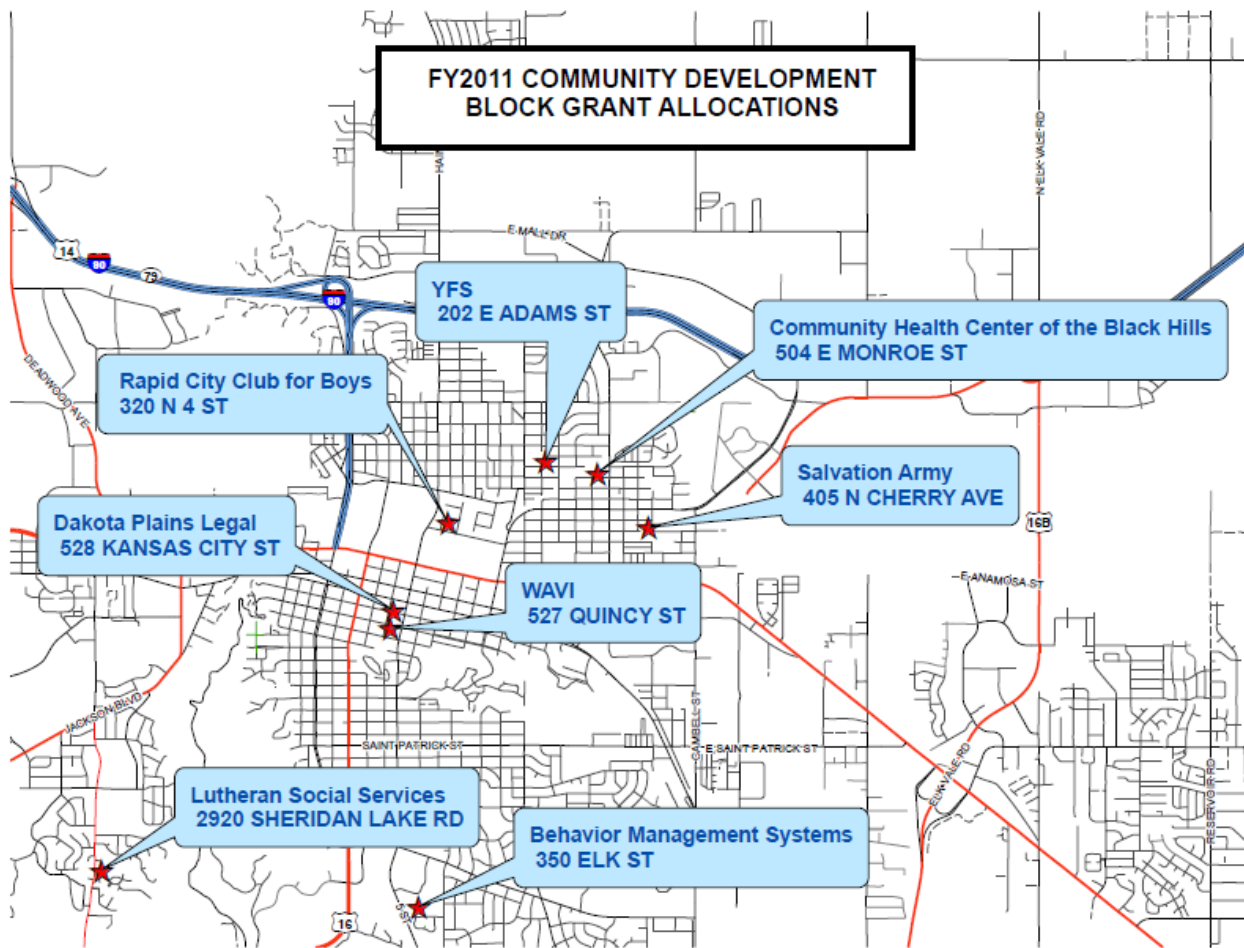 FY2011 COMMUNITY DEVELOPMENT
BLOCK GRANT ALLOCATIONS
N ELK VALE RD
E MALL DR
14
90
79
90
YFS
202 E ADAMS ST
Community Health Center of the Black Hills
504 E MONROE ST
DEADWOOD AVE
Rapid City Club for Boys
320 N 4 ST
Salvation Army
405 N CHERRY AVE
Dakota Plains Legal
528 KANSAS CITY ST
16B
WAVI
527 QUINCY ST
E ANAMOSA ST
JACKSON BLVD
CAMBELL ST
SAINT PATRICK ST
E SAINT PATRICK ST
ELK VALE RD
RESERVOIR RD
Lutheran Social Services
2920 SHERIDAN LAKE RD
Behavior Management Systems
350 ELK ST
5 ST
16